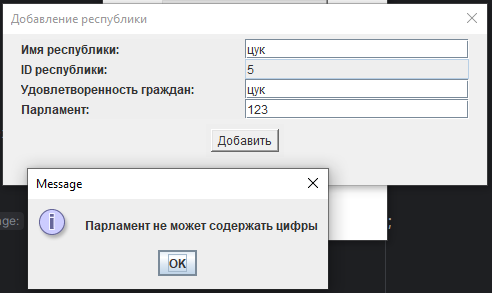 Добавление республики
Имя республики: цук
ID республики: 5
Удовлетворенность граждан: цук
Парламент: 123
Добавить
Message
age:
Парламент не может содержать цифры
;
OK